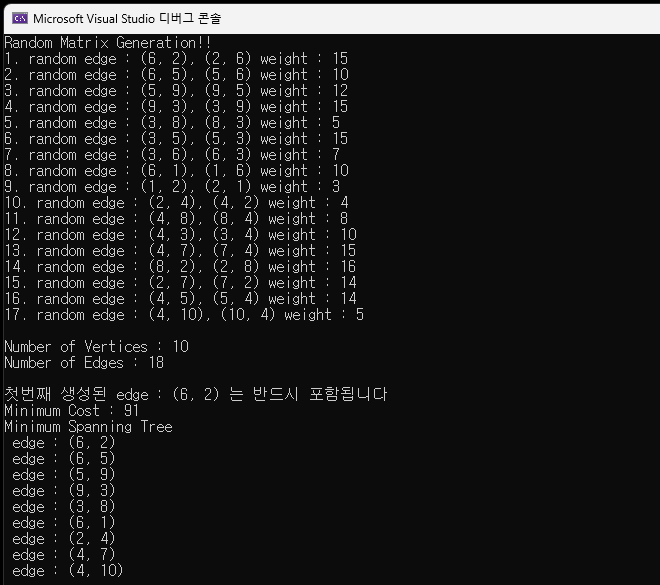 Microsoft Visual Studio 디버그 콘솔
Random Matrix Generation!!
1. random edge : (6, 2), (2, 6) weight : 15
2. random edge : (6, 5), (5, 6) weight : 10
3. random edge : (5, 9), (9, 5) weight : 12
4. random edge : (9, 3), (3, 9) weight : 15
5. random edge : (3, 8), (8, 3) weight : 5
6. random edge : (3, 5), (5, 3) weight : 15
7. random edge : (3, 6), (6, 3) weight : 7
8. random edge : (6, 1), (1, 6) weight : 10
9. random edge : (1, 2), (2, 1) weight : 3
10. random edge : (2, 4), (4, 2) weight : 4
11. random edge : (4, 8), (8, 4) weight : 8
12. random edge : (4, 3), (3, 4) weight : 10
13. random edge : (4, 7), (7, 4) weight : 15
14. random edge : (8, 2), (2, 8) weight : 16
15. random edge : (2, 7), (7, 2) weight : 14
16. random edge : (4, 5), (5, 4) weight : 14
17. random edge : (4, 10), (10, 4) weight : 5
Number of Vertices : 10
Number of Edges : 18
첫번째 생성된 edge : (6, 2) 는 반드시 포함됩니다
Minimum Cost : 91
Minimum Spanning Tree
edge : (6, 2)
edge : (6, 5)
edge : (5, 9)
edge : (9, 3)
edge : (3, 8)
edge : (6, 1)
edge : (2, 4)
edge : (4, 7)
edge : (4, 10)